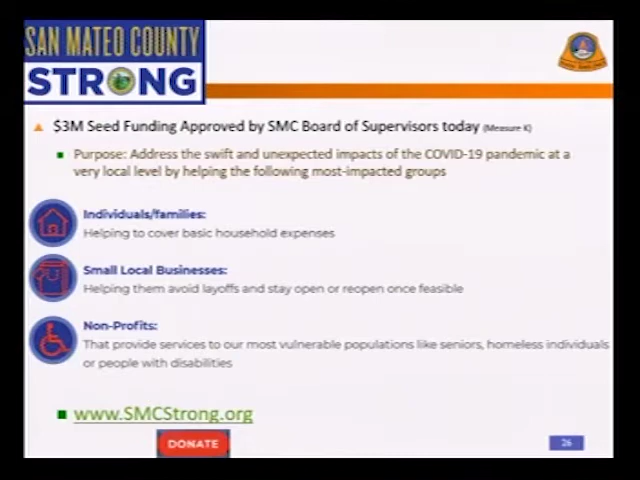 SAN MATEO COUNTY
STRONG
$3M Seed Funding Approved by SMC Board of Supervisors today (Measure K)
Purpose: Address the swift and unexpected impacts of the COVID-19 pandemic at a
very local level by helping the following most-impacted groups
Individuals/families:
Helping to cover basic household expenses
Small Local Businesses:
Helping them avoid layoffs and stay open or reopen once feasible
Non-Profits:
That provide services to our most vulnerable populations like seniors, homeless individuals
or people with disabilities
www.SMCStrong.org
DONATE
26